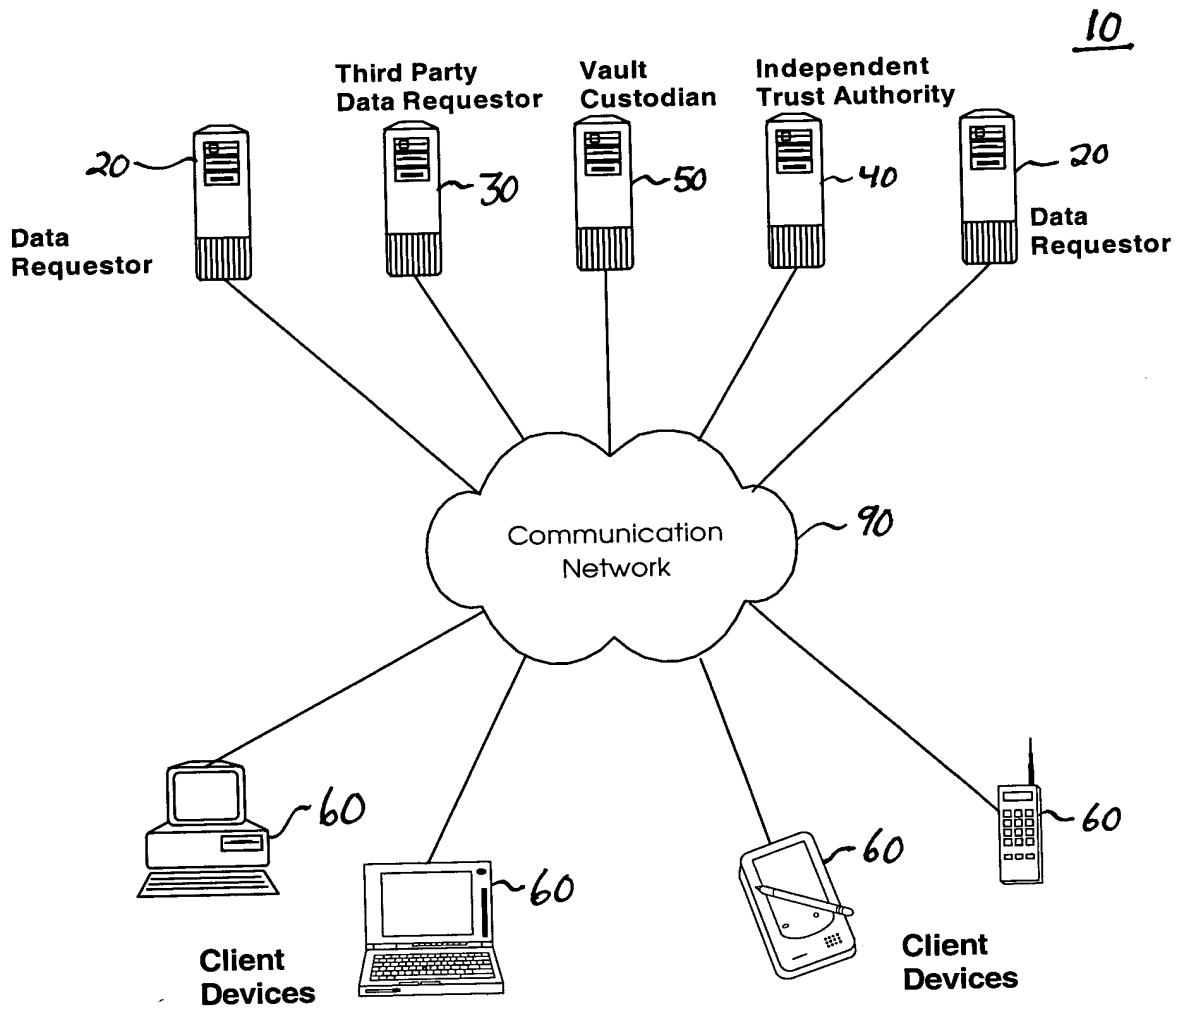 10
Third Party
Data Requestor
Vault
Custodian
Independent
Trust Authority
20
30
50
40
20
Data
Requestor
Data
Requestor
Communication
Network
90
60
60
60
60
Client
Devices
Client
Devices